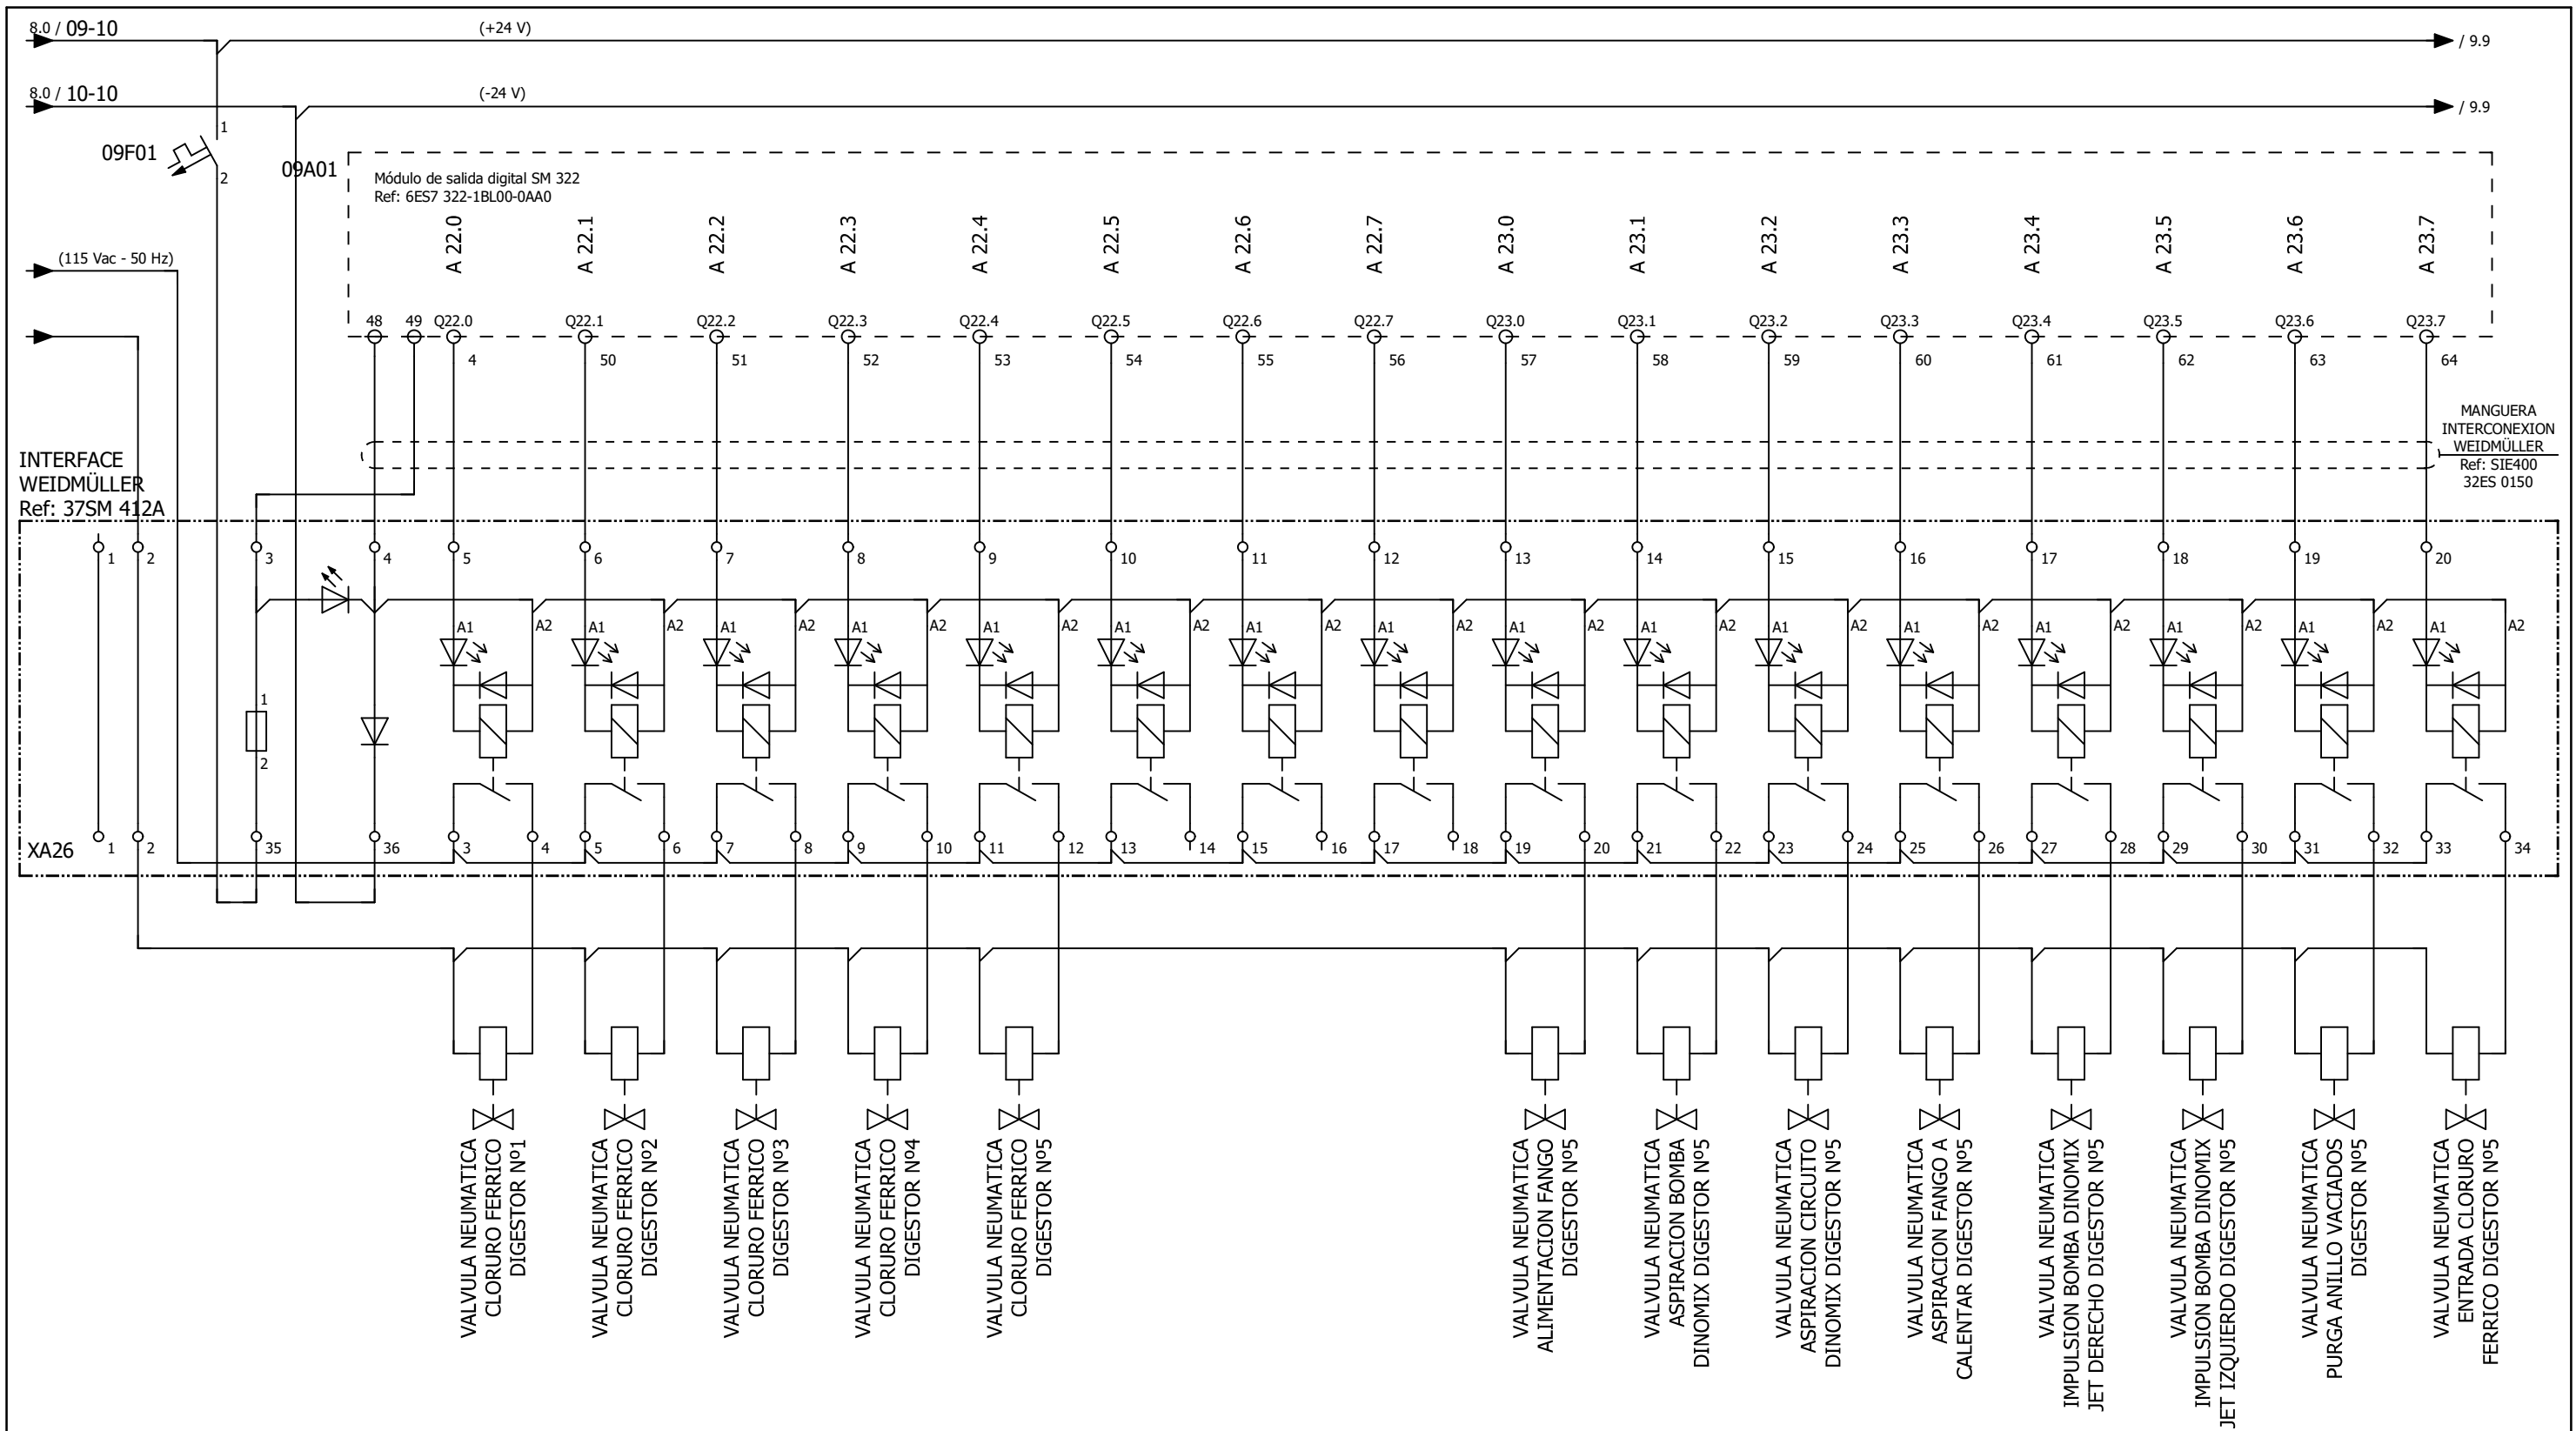 8.0 / 09-10
(+24 V)
/ 9.9
8.0 / 10-10
(-24 V)
/ 9.9
09F01
1
2
09A01
Módulo de salida digital SM 322
Ref: 6ES7 322-1BL00-0AA0
(115 Vac - 50 Hz)
A 22.0
A 22.1
A 22.2
A 22.3
A 22.4
A 22.5
A 22.6
A 22.7
A 23.0
A 23.1
A 23.2
A 23.3
A 23.4
A 23.5
A 23.6
A 23.7
48 49 Q22.0 Q22.1 Q22.2 Q22.3 Q22.4 Q22.5 Q22.6 Q22.7 Q23.0 Q23.1 Q23.2 Q23.3 Q23.4 Q23.5 Q23.6 Q23.7
4 50 51 52 53 54 55 56 57 58 59 60 61 62 63 64
MANGUERA
INTERCONEXION
WEIDMÜLLER
Ref: SIE400
32ES 0150
INTERFACE
WEIDMÜLLER
Ref: 37SM 412A
1 2 3 4 5 6 7 8 9 10 11 12 13 14 15 16 17 18 19 20
A1 A2 A1 A2 A1 A2 A1 A2 A1 A2 A1 A2 A1 A2 A1 A2 A1 A2 A1 A2 A1 A2 A1 A2 A1 A2 A1 A2 A1 A2 A1 A2
1
2
XA26
1 2 35 36 3 4 5 6 7 8 9 10 11 12 13 14 15 16 17 18 19 20 21 22 23 24 25 26 27 28 29 30 31 32 33 34
VALVULA NEUMATICA
CLORURO FERRICO
DIGESTOR Nº1
VALVULA NEUMATICA
CLORURO FERRICO
DIGESTOR Nº2
VALVULA NEUMATICA
CLORURO FERRICO
DIGESTOR Nº3
VALVULA NEUMATICA
CLORURO FERRICO
DIGESTOR Nº4
VALVULA NEUMATICA
CLORURO FERRICO
DIGESTOR Nº5
VALVULA NEUMATICA
ALIMENTACION FANGO
DIGESTOR Nº5
VALVULA NEUMATICA
ASPIRACION BOMBA
DINOMIX DIGESTOR Nº5
VALVULA NEUMATICA
ASPIRACION CIRCUITO
DINOMIX DIGESTOR Nº5
VALVULA NEUMATICA
ASPIRACION FANGO A
CALENTAR DIGESTOR Nº5
VALVULA NEUMATICA
IMPULSION BOMBA DINOMIX
JET DERECHO DIGESTOR Nº5
VALVULA NEUMATICA
IMPULSION BOMBA DINOMIX
JET IZQUIERDO DIGESTOR Nº5
VALVULA NEUMATICA
PURGA ANILLO VACIADOS
DIGESTOR Nº5
VALVULA NEUMATICA
ENTRADA CLORURO
FERRICO DIGESTOR Nº5